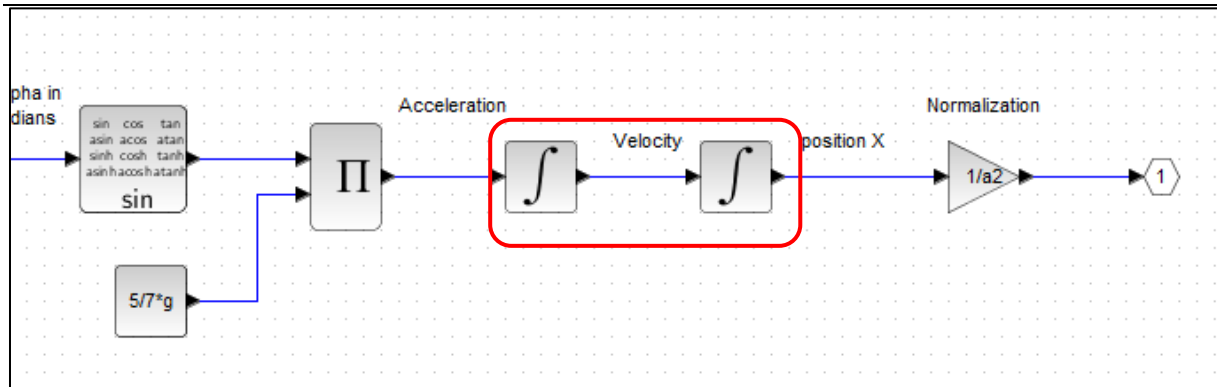 pha in
dians
sin cos tan
asin acos atan
sinh cosh tanh
asinh acosh atanh
sin
5/7*g
Π
Acceleration
∫
Velocity
∫
position X
Normalization
1/a2
1